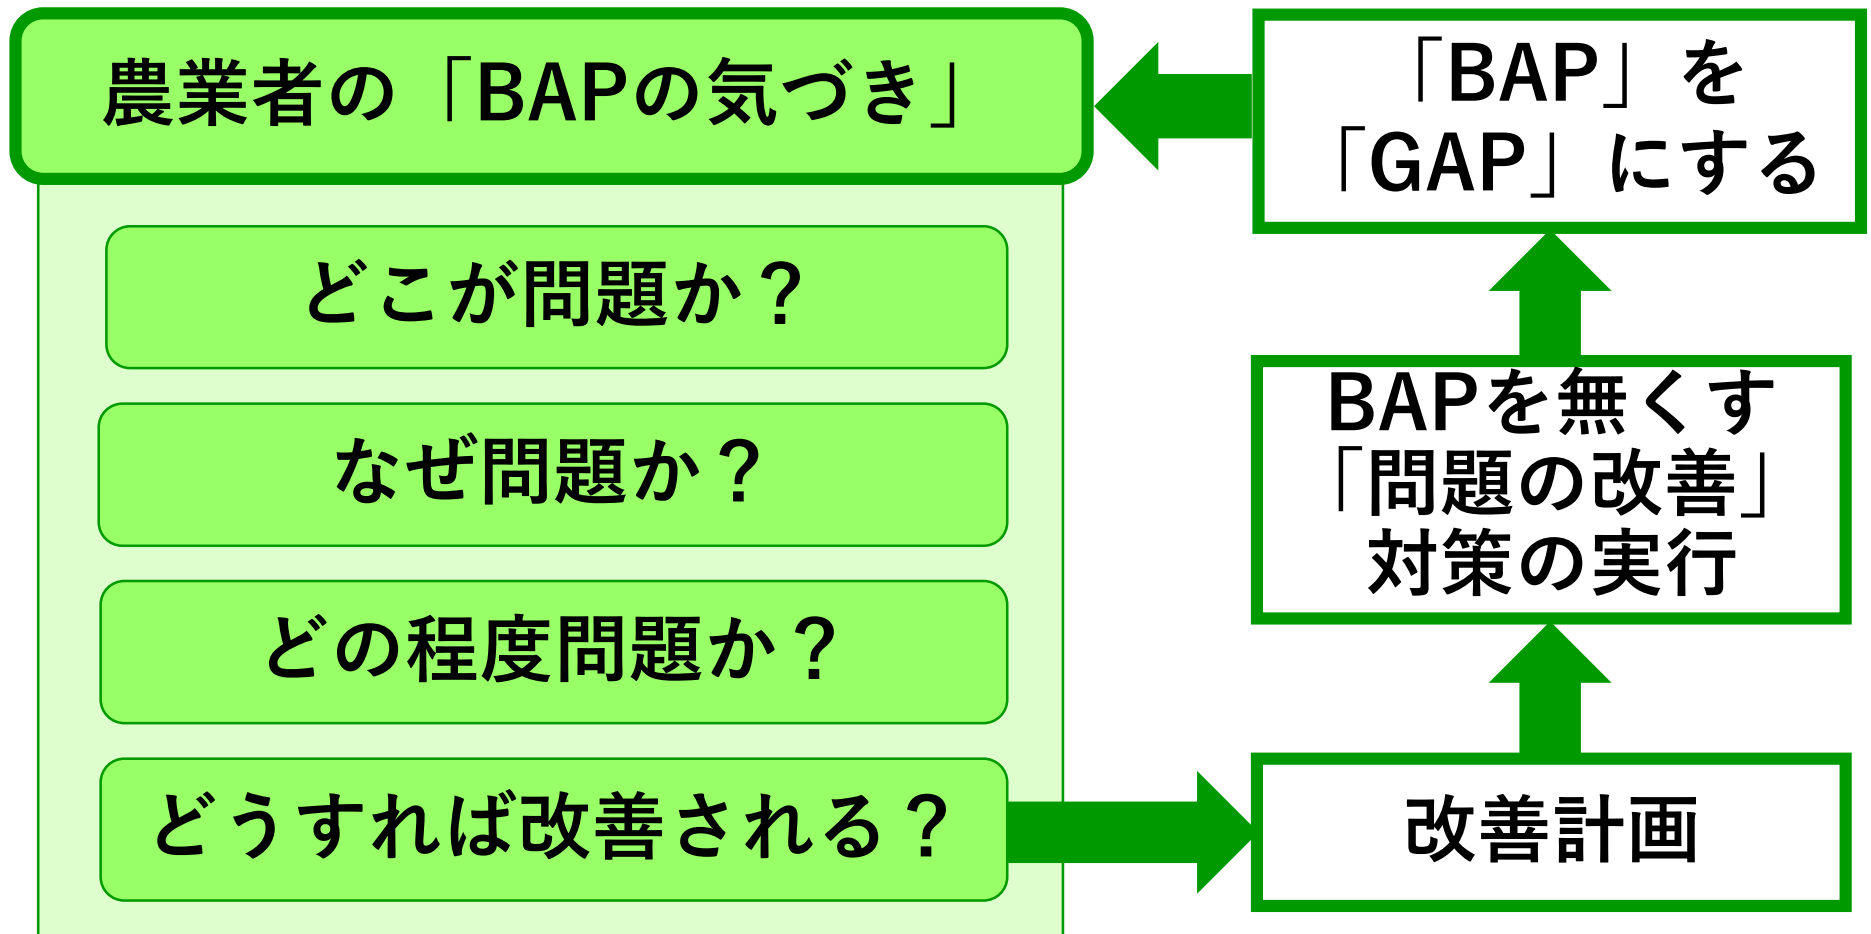 農業者の「BAPの気づき」
どこが問題か？
なぜ問題か？
どの程度問題か？
どうすれば改善される？
「BAP」を
「GAP」にする
BAPを無くす
「問題の改善」
対策の実行
改善計画